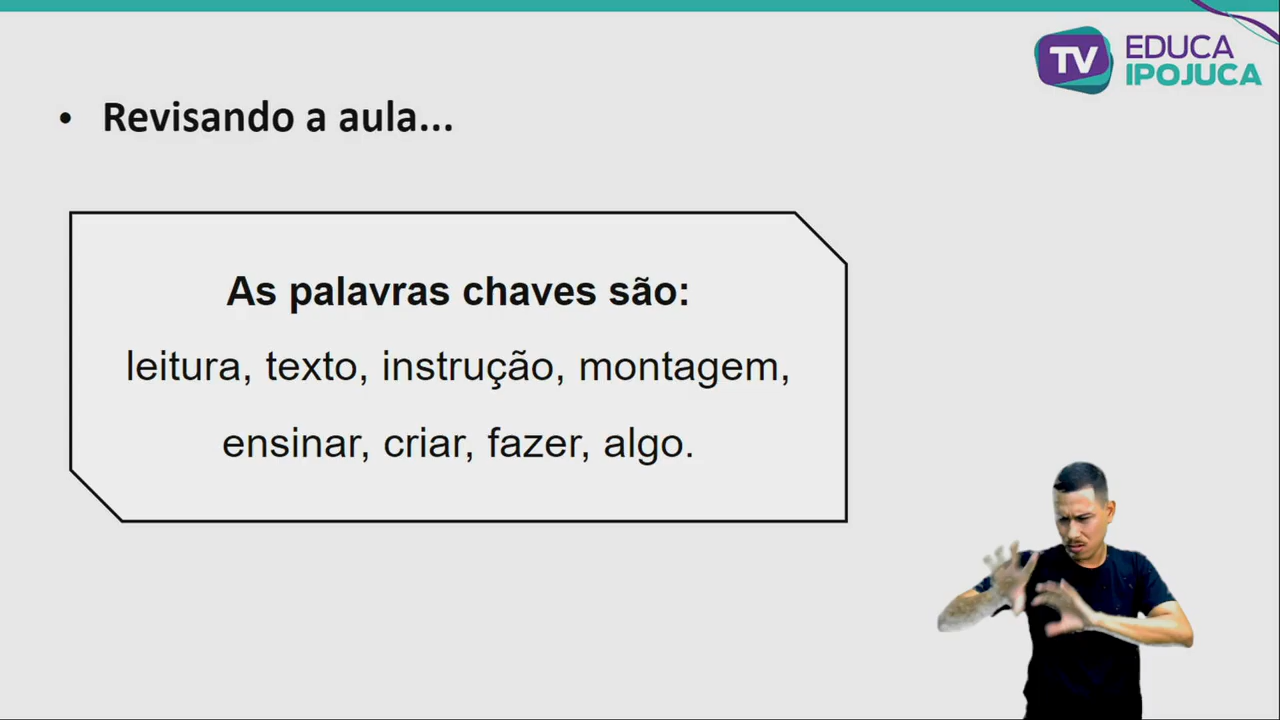 TV EDUCA
IPOJUCA
• Revisando a aula...
As palavras chaves são:
leitura, texto, instrução, montagem,
ensinar, criar, fazer, algo.